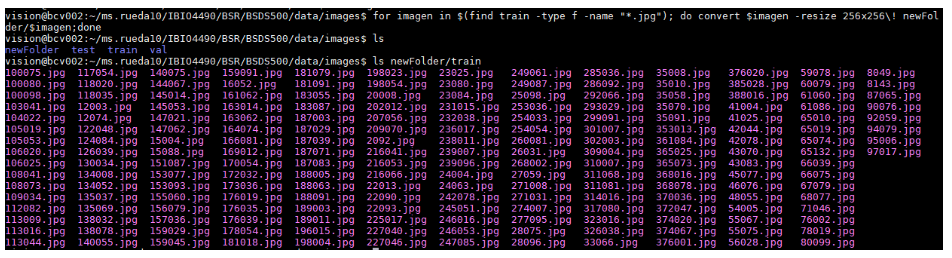 vision@bcv002:~/ms.rueda10/IBIO4490/BSR/BSDS500/data/images$ for imagen in $(find train -type f -name "*.jpg"); do convert $imagen -resize 256x256\! newFol
der/$imagen;done
vision@bcv002:~/ms.rueda10/IBIO4490/BSR/BSDS500/data/images$ ls
newFolder test train val
vision@bcv002:~/ms.rueda10/IBIO4490/BSR/BSDS500/data/images$ ls newFolder/train
100075.jpg 117054.jpg 140075.jpg 159091.jpg 181079.jpg 198023.jpg 23025.jpg 249061.jpg 285036.jpg 35008.jpg 376020.jpg 59078.jpg 8049.jpg
100080.jpg 118020.jpg 144067.jpg 16052.jpg 181091.jpg 198054.jpg 23080.jpg 249087.jpg 286092.jpg 35010.jpg 385028.jpg 60079.jpg 8143.jpg
100098.jpg 118035.jpg 145014.jpg 161062.jpg 183055.jpg 20008.jpg 23084.jpg 25098.jpg 292066.jpg 35058.jpg 388016.jpg 61060.jpg 87065.jpg
103041.jpg 12003.jpg 145053.jpg 163014.jpg 183087.jpg 202012.jpg 231015.jpg 253036.jpg 293029.jpg 35070.jpg 41004.jpg 61086.jpg 90076.jpg
104022.jpg 12074.jpg 147021.jpg 163062.jpg 187003.jpg 207056.jpg 232038.jpg 254033.jpg 299091.jpg 35091.jpg 41025.jpg 65010.jpg 92059.jpg
105019.jpg 122048.jpg 147062.jpg 164074.jpg 187029.jpg 209070.jpg 236017.jpg 254054.jpg 301007.jpg 353013.jpg 42044.jpg 65019.jpg 94079.jpg
105053.jpg 124084.jpg 15004.jpg 16081.jpg 187039.jpg 2092.jpg 238011.jpg 260081.jpg 302003.jpg 361084.jpg 42078.jpg 65074.jpg 95006.jpg
106020.jpg 126039.jpg 15088.jpg 169012.jpg 187071.jpg 216041.jpg 239007.jpg 26031.jpg 309004.jpg 365025.jpg 43070.jpg 65132.jpg 97017.jpg
106025.jpg 130034.jpg 151087.jpg 170054.jpg 187083.jpg 216053.jpg 239096.jpg 268002.jpg 310007.jpg 365073.jpg 43083.jpg 66039.jpg
108041.jpg 134008.jpg 153077.jpg 172032.jpg 188005.jpg 216066.jpg 24004.jpg 27059.jpg 311068.jpg 368016.jpg 45077.jpg 66075.jpg
108073.jpg 134052.jpg 153093.jpg 173036.jpg 188063.jpg 22013.jpg 24063.jpg 271008.jpg 311081.jpg 368078.jpg 46076.jpg 67079.jpg
109034.jpg 135037.jpg 155060.jpg 176019.jpg 188091.jpg 22090.jpg 242078.jpg 271031.jpg 314016.jpg 370036.jpg 48055.jpg 68077.jpg
112082.jpg 135069.jpg 156079.jpg 176035.jpg 189003.jpg 22093.jpg 245051.jpg 274007.jpg 317080.jpg 372047.jpg 54005.jpg 71046.jpg
113009.jpg 138032.jpg 157036.jpg 176039.jpg 189011.jpg 225017.jpg 246016.jpg 277095.jpg 323016.jpg 374020.jpg 55067.jpg 76002.jpg
113016.jpg 138078.jpg 159029.jpg 178054.jpg 196015.jpg 227040.jpg 246053.jpg 28075.jpg 326038.jpg 374067.jpg 55075.jpg 78019.jpg
113044.jpg 140055.jpg 159045.jpg 181018.jpg 198004.jpg 227046.jpg 247085.jpg 28096.jpg 33066.jpg 376001.jpg 56028.jpg 80099.jpg